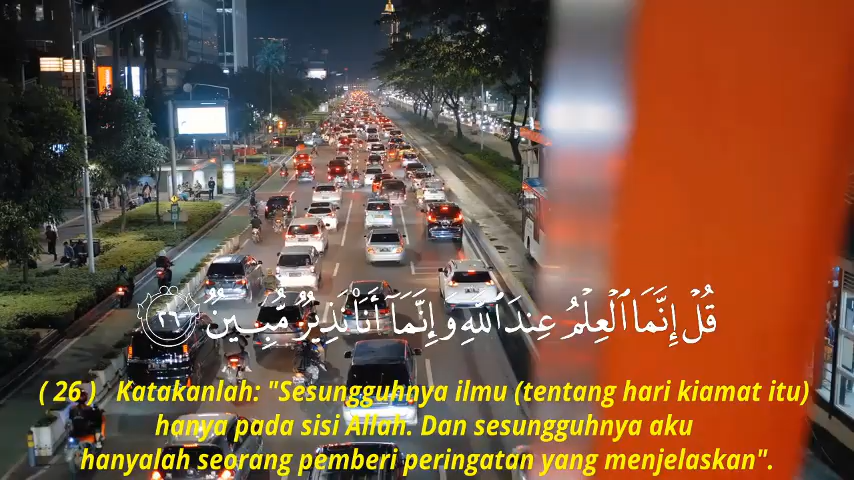 قُلْ إِنَّمَا ٱلْعِلْمُ عِندَ ٱللَّهِ وَإِنَّمَآ أَنَا۠ نَذِيرٌ مُّبِينٌ ٢٦
( 26 ) Katakanlah: "Sesungguhnya ilmu (tentang hari kiamat itu)
hanya pada sisi Allah. Dan sesungguhnya aku
hanyalah seorang pemberi peringatan yang menjelaskan".